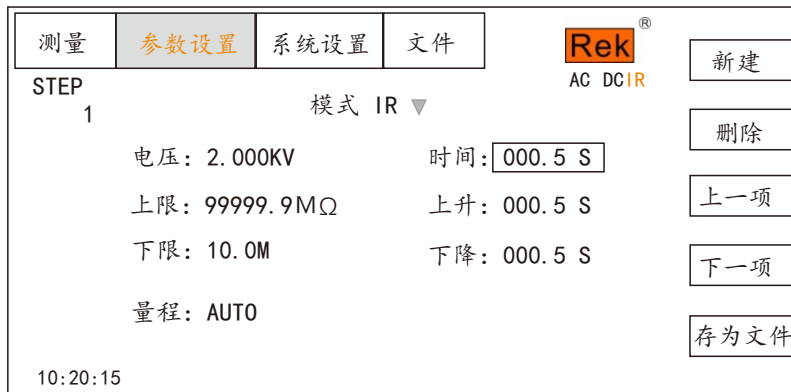 测量 参数设置 系统设置 文件 Rek® 新建
STEP 1 模式 IR ▼ AC DC IR
删除
电压: 2.000KV 时间: 000.5 S
上限: 99999.9MΩ 上升: 000.5 S 上一项
下限: 10.0M 下降: 000.5 S 下一项
量程: AUTO
存为文件
10:20:15